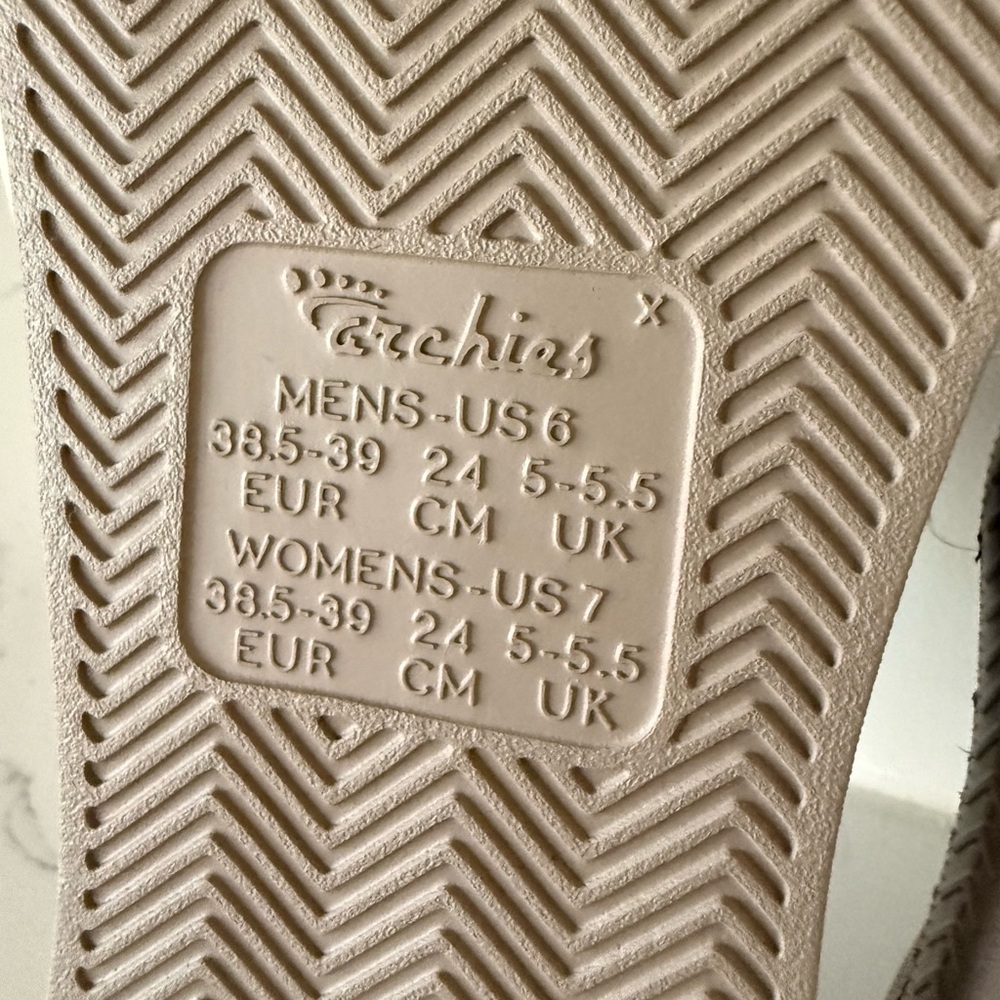 archies
X
MENS-US 6
38.5-39 24 5-5.5
EUR CM UK
WOMENS-US 7
38.5-39 24 5-5.5
EUR CM UK